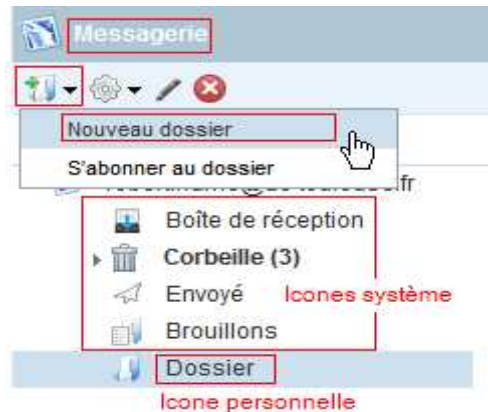 Messagerie
Nouveau dossier
S'abonner au dossier
Boîte de réception
Corbeille (3)
Envoyé
Icones système
Brouillons
Dossier
Icone personnelle